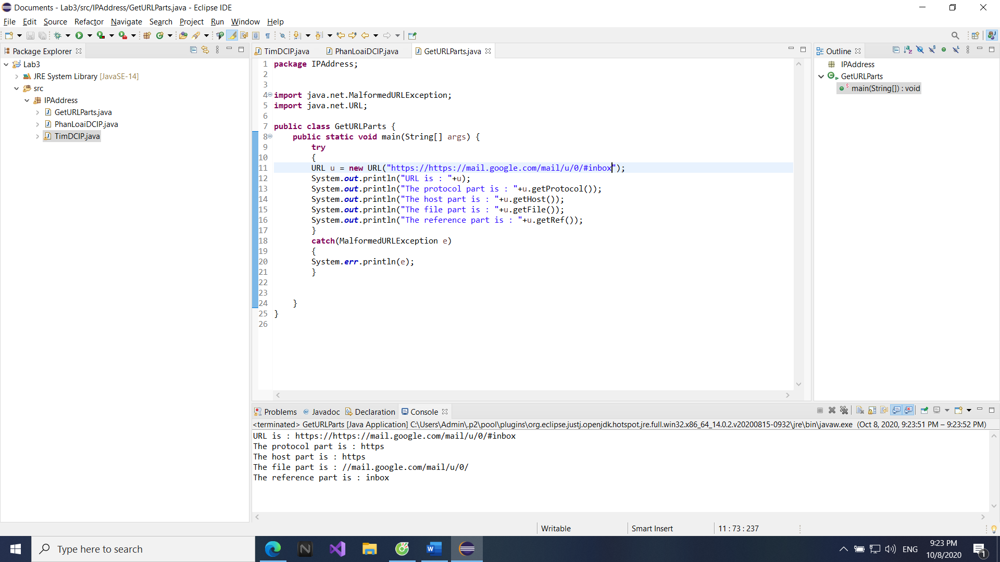 Documents - Lab3/src/IPAddress/GetURLParts.java - Eclipse IDE
File Edit Source Refactor Navigate Search Project Run Window Help
Package Explorer
Lab3
JRE System Library [JavaSE-14]
src
IPAddress
GetURLParts.java
PhanLoaiDCIP.java
TimDCIP.java
TimDCIP.java PhanLoaiDCIP.java GetURLParts.java
1 package IPAddress;
2
3
4 import java.net.MalformedURLException;
5 import java.net.URL;
6
7 public class GetURLParts {
8 public static void main(String[] args) {
9 try
10 {
11 URL u = new URL("https://https://mail.google.com/mail/u/0/#inbox");
12 System.out.println("URL is : "+u);
13 System.out.println("The protocol part is : "+u.getProtocol());
14 System.out.println("The host part is : "+u.getHost());
15 System.out.println("The file part is : "+u.getFile());
16 System.out.println("The reference part is : "+u.getRef());
17 }
18 catch(MalformedURLException e)
19 {
20 System.err.println(e);
21 }
22
23
24 }
25 }
26
Outline
IPAddress
GetURLParts
main(String[]) : void
Problems @ Javadoc Declaration Console
<terminated> GetURLParts [Java Application] C:\Users\Admin\.p2\pool\plugins\org.eclipse.justj.openjdk.hotspot.jre.full.win32.x86_64_14.0.2.v20200815-0932\jre\bin\javaw.exe (Oct 8, 2020, 9:23:51 PM – 9:23:52 PM)
URL is : https://https://mail.google.com/mail/u/0/#inbox
The protocol part is : https
The host part is : https
The file part is : //mail.google.com/mail/u/0/
The reference part is : inbox
Writable Smart Insert 11 : 73 : 237
Type here to search
ENG
9:23 PM
10/8/2020
1